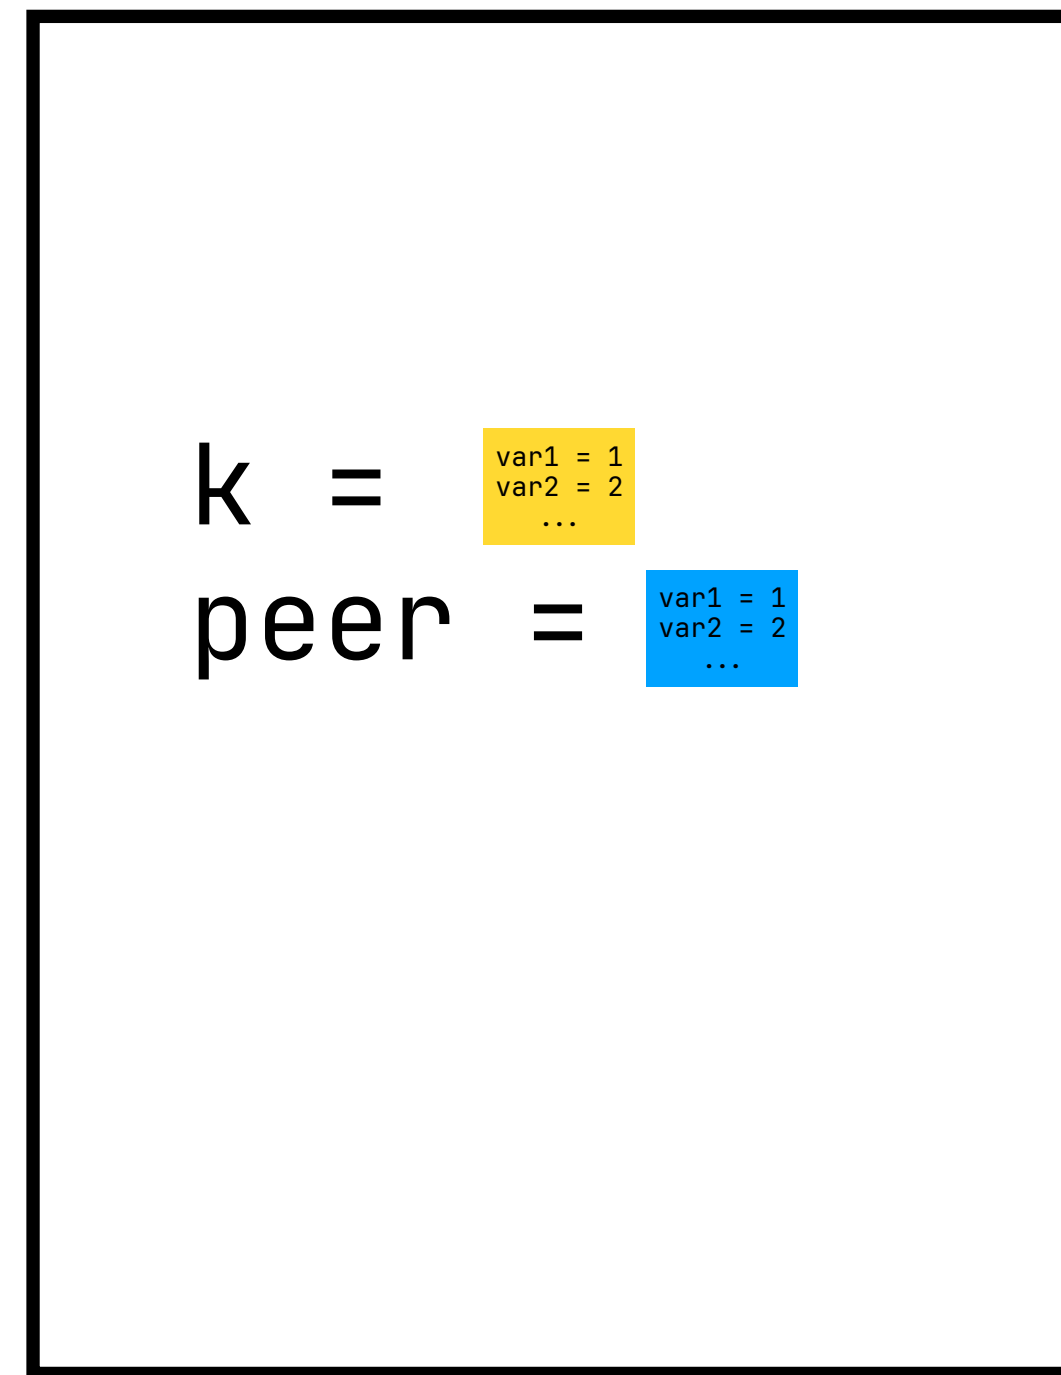 k =
var1 = 1
var2 = 2
...
peer =
var1 = 1
var2 = 2
...